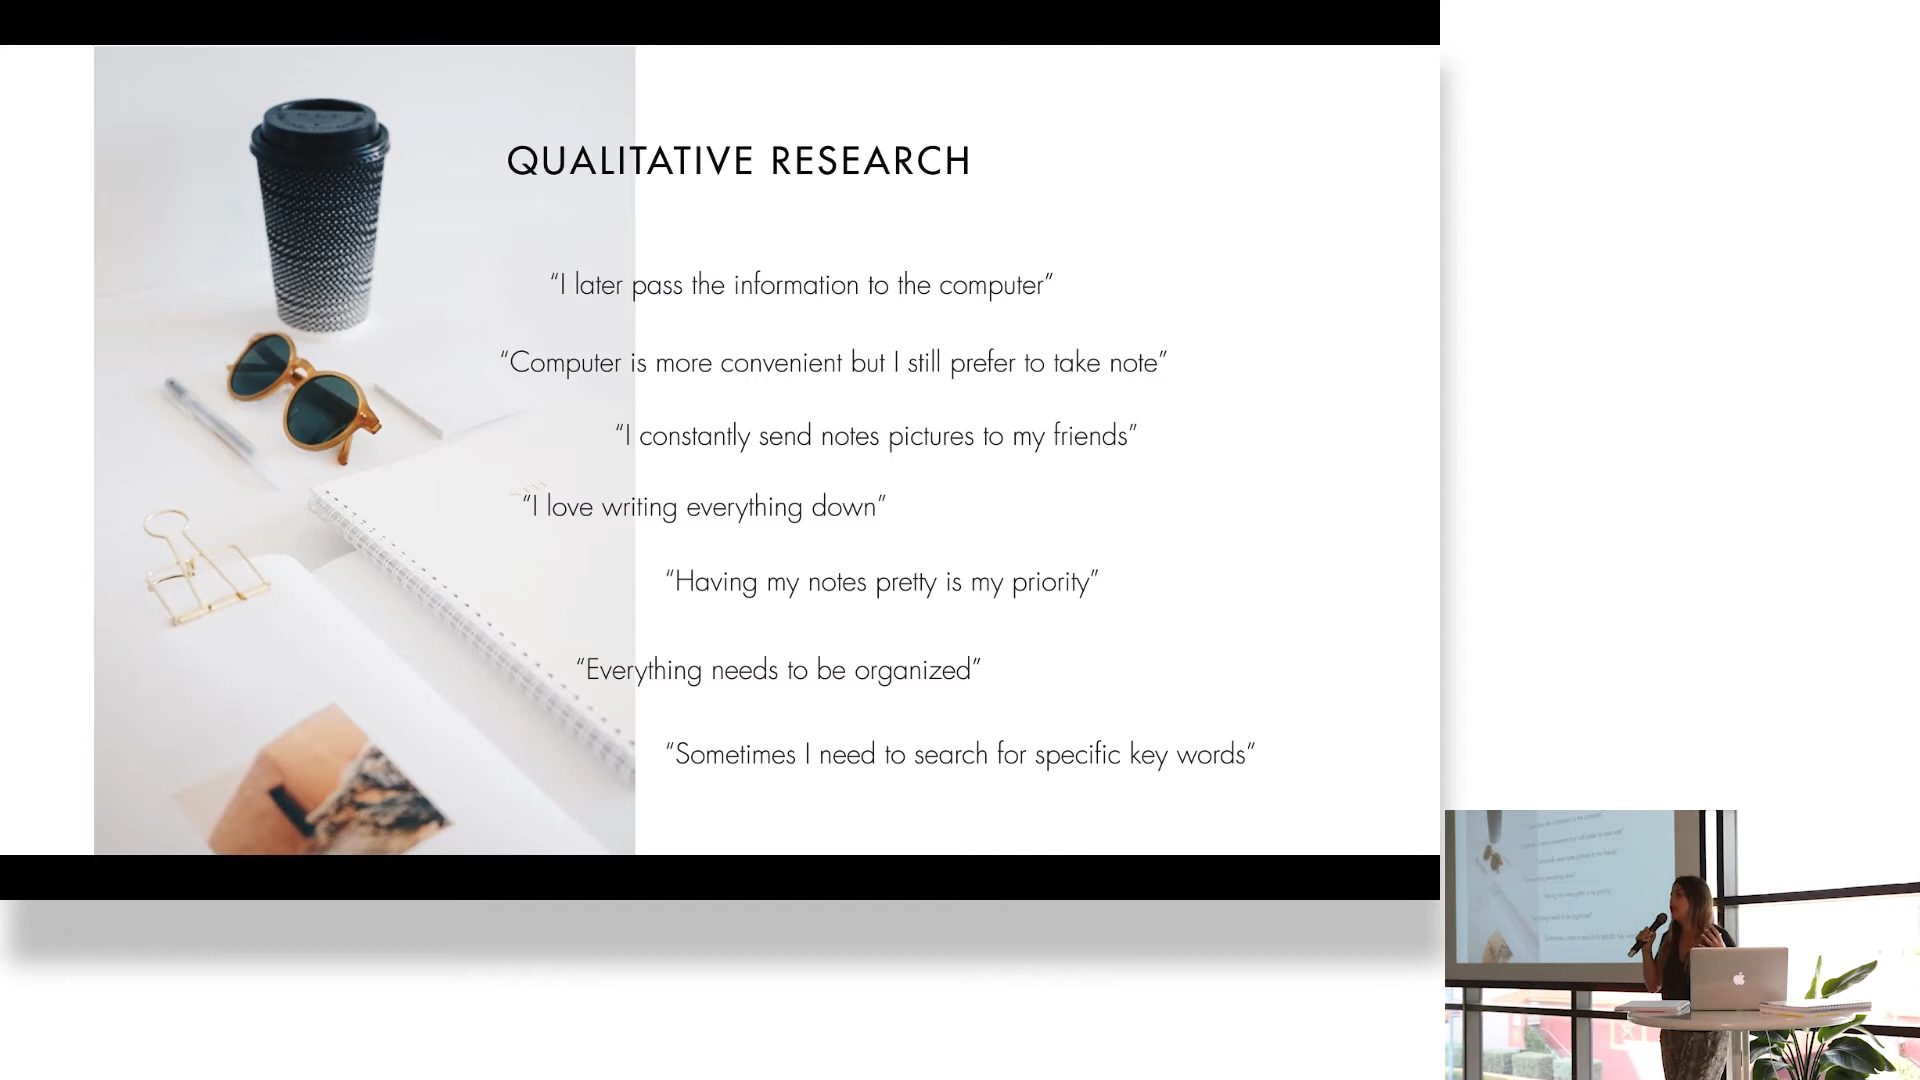 QUALITATIVE RESEARCH
“I later pass the information to the computer”
“Computer is more convenient but I still prefer to take note”
“I constantly send notes pictures to my friends”
“I love writing everything down”
“Having my notes pretty is my priority”
“Everything needs to be organized”
“Sometimes I need to search for specific key words”